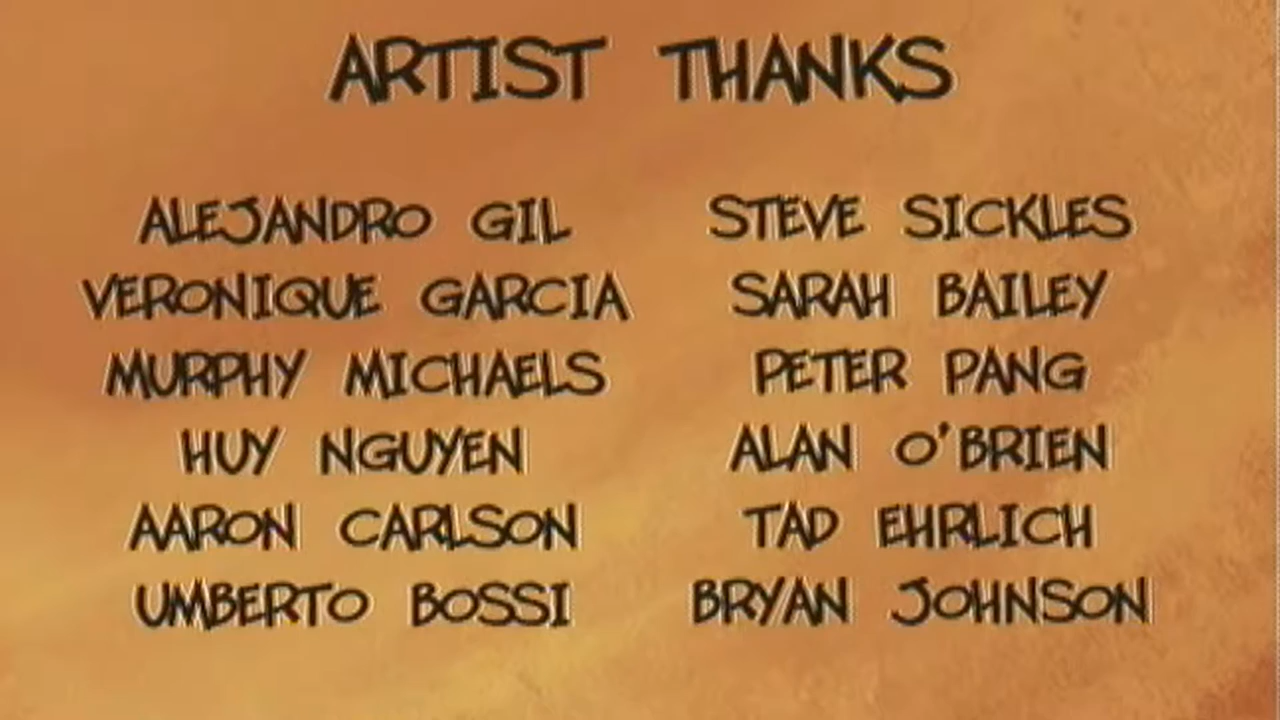 ARTIST THANKS
ALEJANDRO GIL
VERONIQUE GARCIA
MURPHY MICHAELS
HUY NGUYEN
AARON CARLSON
UMBERTO BOSSI
STEVE SICKLES
SARAH BAILEY
PETER PANG
ALAN O'BRIEN
TAD EHRLICH
BRYAN JOHNSON